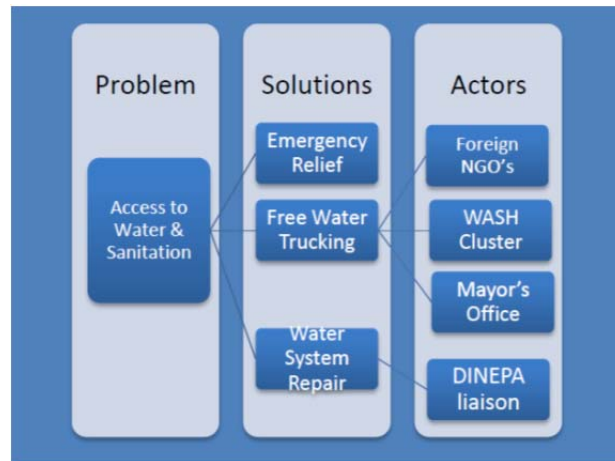 Problem
Solutions
Actors
Access to
Water &
Sanitation
Emergency
Relief
Free Water
Trucking
Water
System
Repair
Foreign
NGO's
WASH
Cluster
Mayor's
Office
DINEPA
liaison